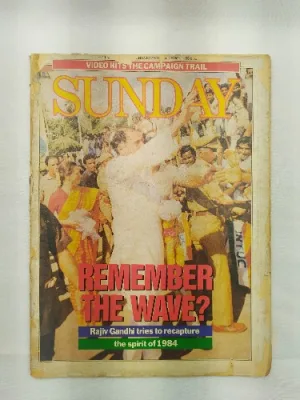 VIDEO HITS THE CAMPAIGN TRAIL
SUNDAY
REMEMBER
THE WAVE?
Rajiv Gandhi tries to recapture
the spirit of 1984